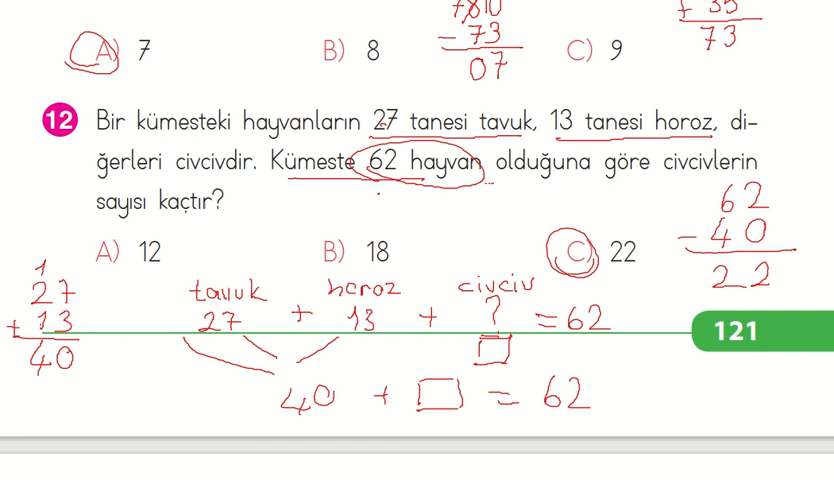 +810
- 73
07
+ 35
73
A) 7 B) 8 C) 9
12 Bir kümesteki hayvanların 27 tanesi tavuk, 13 tanesi horoz, di-
ğerleri civcivdir. Kümeste 62 hayvan olduğuna göre civcivlerin
sayısı kaçtır?
A) 12 B) 18 C) 22
62
- 40
22
1
27
+ 13
40
tavuk horoz civciv
27 + 13 + ? = 62
40 + □ = 62
121